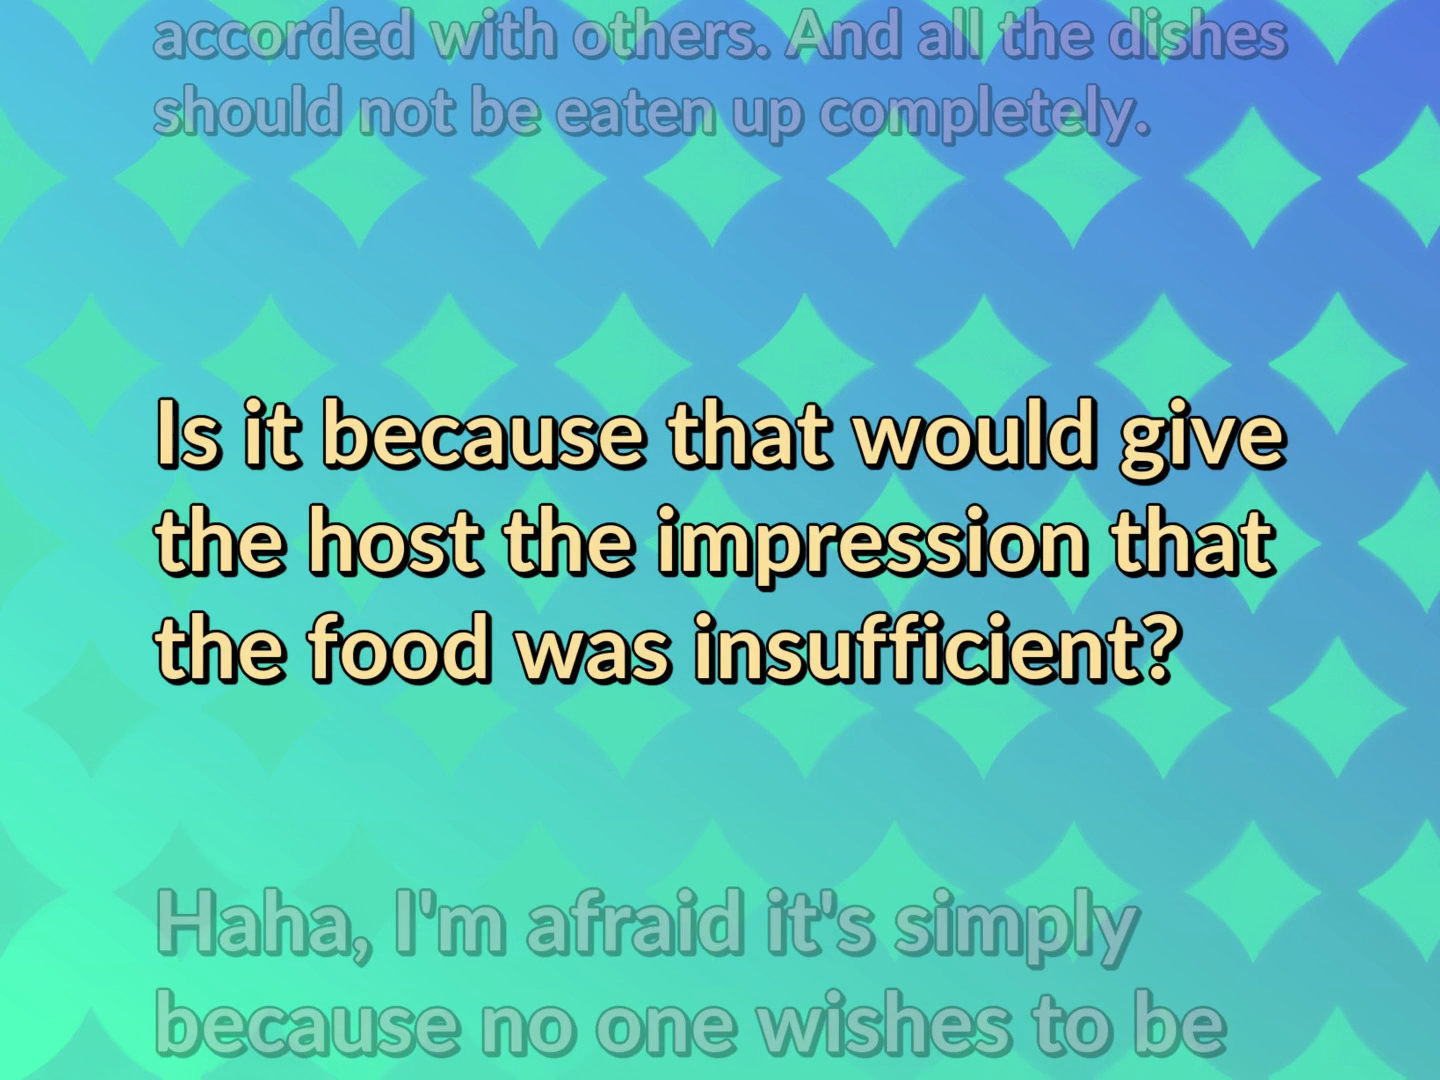 accorded with others. And all the dishes
should not be eaten up completely.
Is it because that would give
the host the impression that
the food was insufficient?
Haha, I'm afraid it's simply
because no one wishes to be